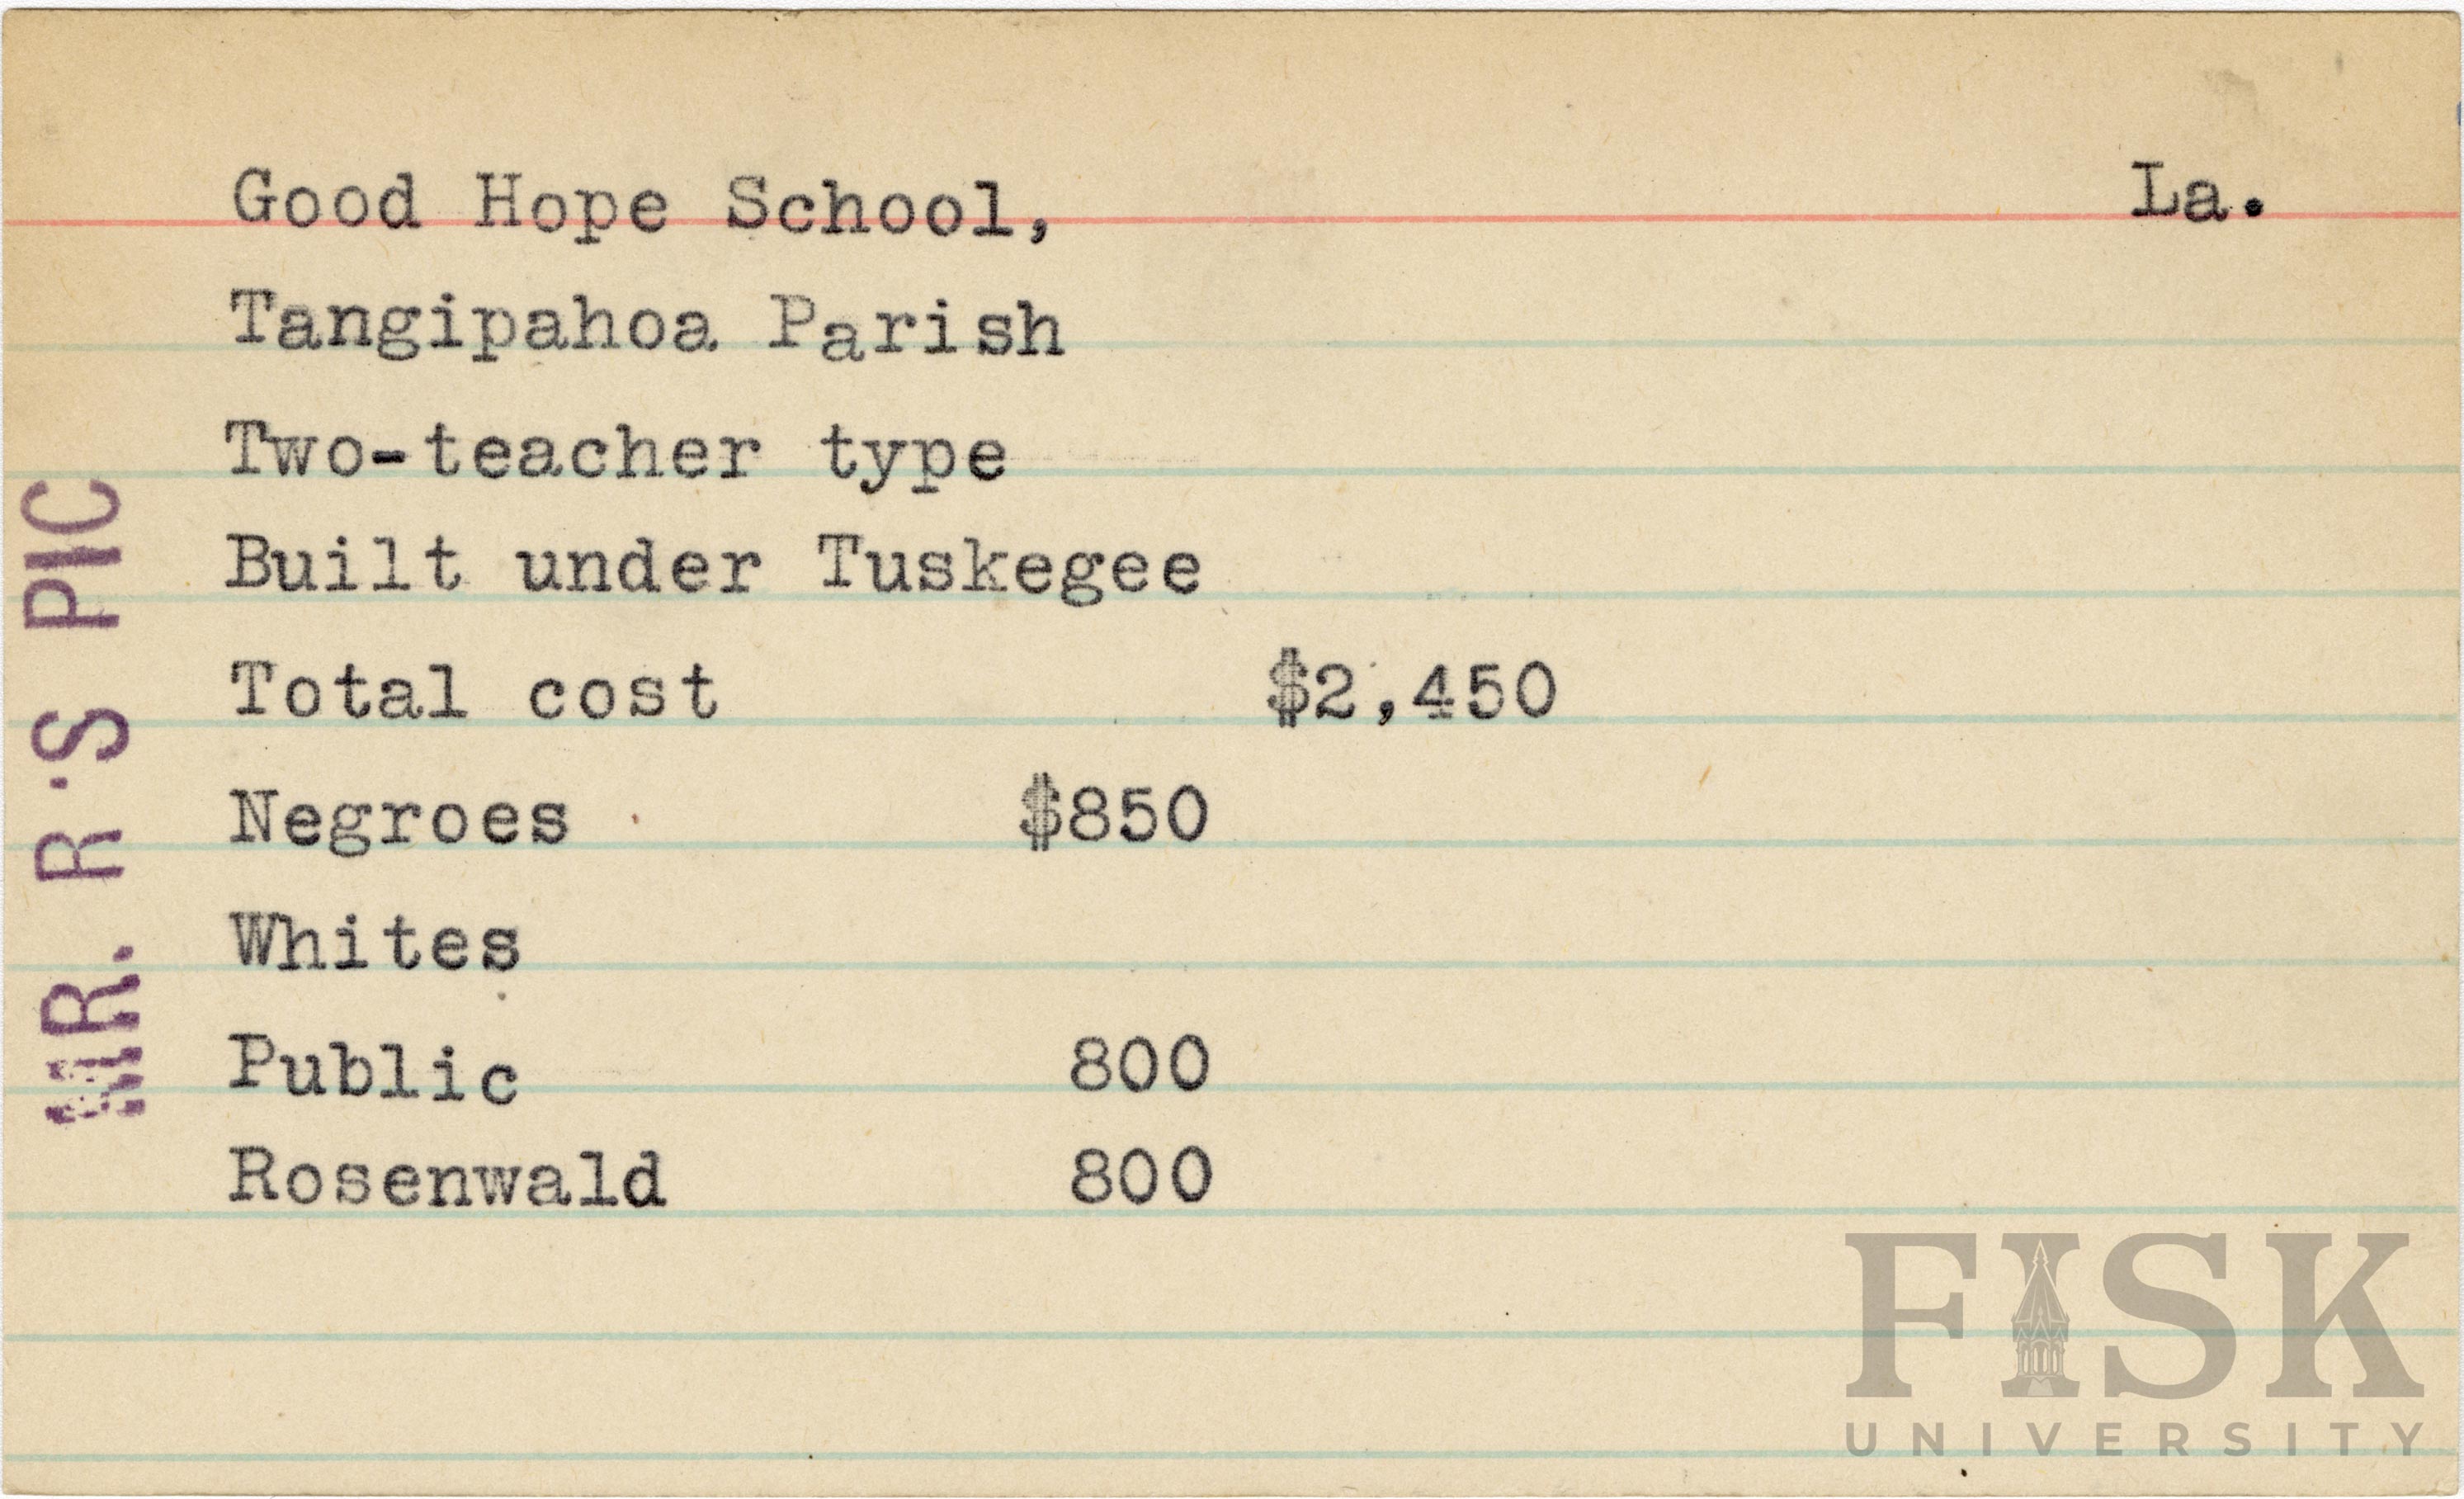 Good Hope School, La.
Tangipahoa Parish
Two-teacher type
Built under Tuskegee
Total cost $2,450
Negroes $850
Whites
Public 800
Rosenwald 800
MR. R'S PIC
FISK
UNIVERSITY